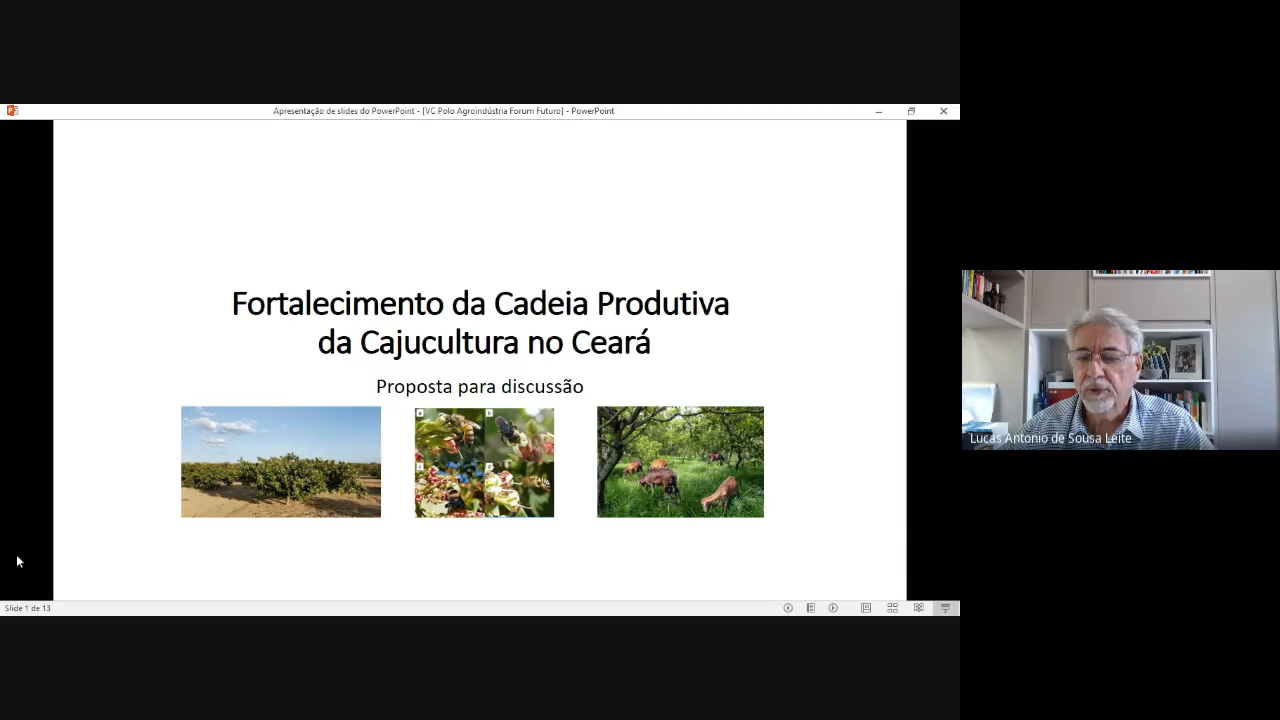 Apresentação de slides do PowerPoint - [VC Polo Agroindústria Forum Futuro] - PowerPoint
Fortalecimento da Cadeia Produtiva
da Cajucultura no Ceará
Proposta para discussão
a
b
Lucas Antonio de Sousa Leite
Slide 1 de 13